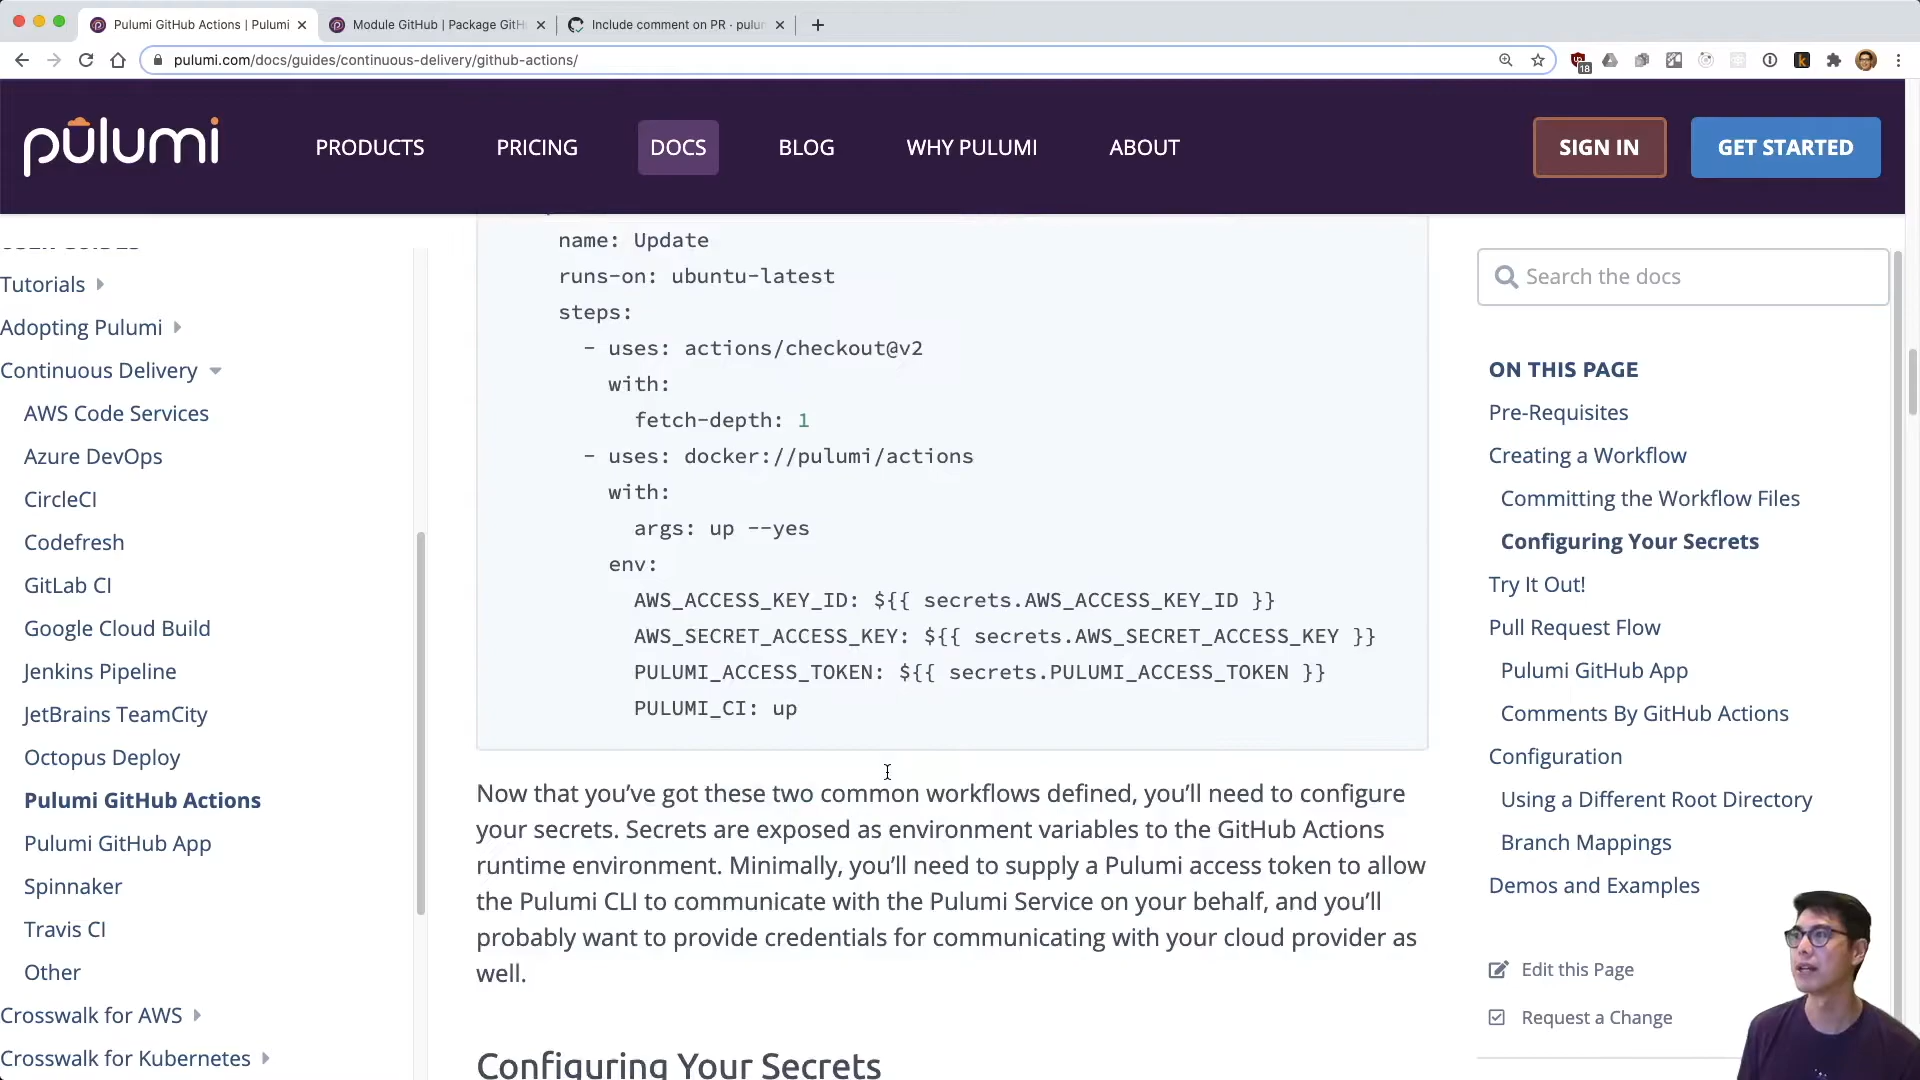 Pulumi GitHub Actions | Pulumi
Module GitHub | Package GitH
Include comment on PR · pulum
pulumi.com/docs/guides/continuous-delivery/github-actions/
18
pulumi
PRODUCTS
PRICING
DOCS
BLOG
WHY PULUMI
ABOUT
SIGN IN
GET STARTED
Tutorials
Adopting Pulumi
Continuous Delivery
AWS Code Services
Azure DevOps
CircleCI
Codefresh
GitLab CI
Google Cloud Build
Jenkins Pipeline
JetBrains TeamCity
Octopus Deploy
Pulumi GitHub Actions
Pulumi GitHub App
Spinnaker
Travis CI
Other
Crosswalk for AWS
Crosswalk for Kubernetes
name: Update
runs-on: ubuntu-latest
steps:
- uses: actions/checkout@v2
with:
fetch-depth: 1
- uses: docker://pulumi/actions
with:
args: up --yes
env:
AWS_ACCESS_KEY_ID: ${{ secrets.AWS_ACCESS_KEY_ID }}
AWS_SECRET_ACCESS_KEY: ${{ secrets.AWS_SECRET_ACCESS_KEY }}
PULUMI_ACCESS_TOKEN: ${{ secrets.PULUMI_ACCESS_TOKEN }}
PULUMI_CI: up
Now that you’ve got these two common workflows defined, you’ll need to configure
your secrets. Secrets are exposed as environment variables to the GitHub Actions
runtime environment. Minimally, you’ll need to supply a Pulumi access token to allow
the Pulumi CLI to communicate with the Pulumi Service on your behalf, and you’ll
probably want to provide credentials for communicating with your cloud provider as
well.
Configuring Your Secrets
Search the docs
ON THIS PAGE
Pre-Requisites
Creating a Workflow
Committing the Workflow Files
Configuring Your Secrets
Try It Out!
Pull Request Flow
Pulumi GitHub App
Comments By GitHub Actions
Configuration
Using a Different Root Directory
Branch Mappings
Demos and Examples
Edit this Page
Request a Change